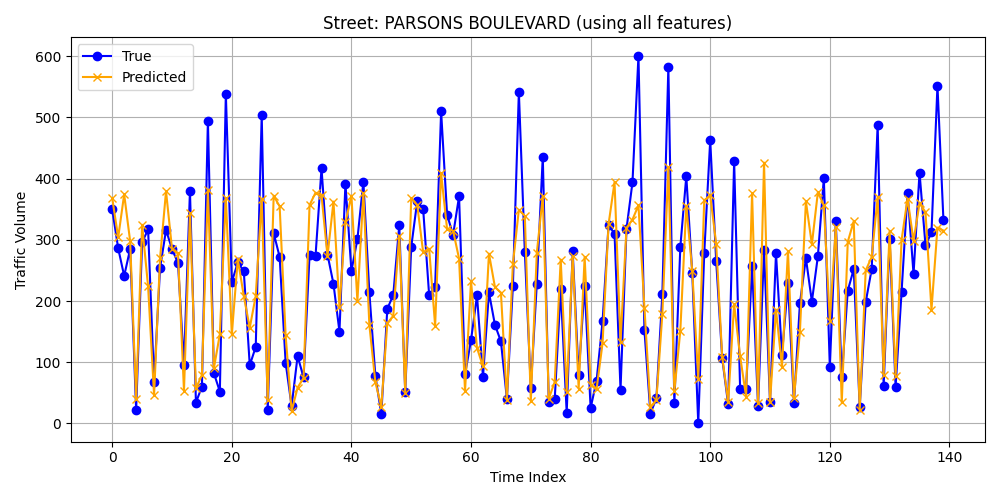 Street: PARSONS BOULEVARD (using all features)
True
Predicted
Traffic Volume
600
500
400
300
200
100
0
0 20 40 60 80 100 120 140
Time Index